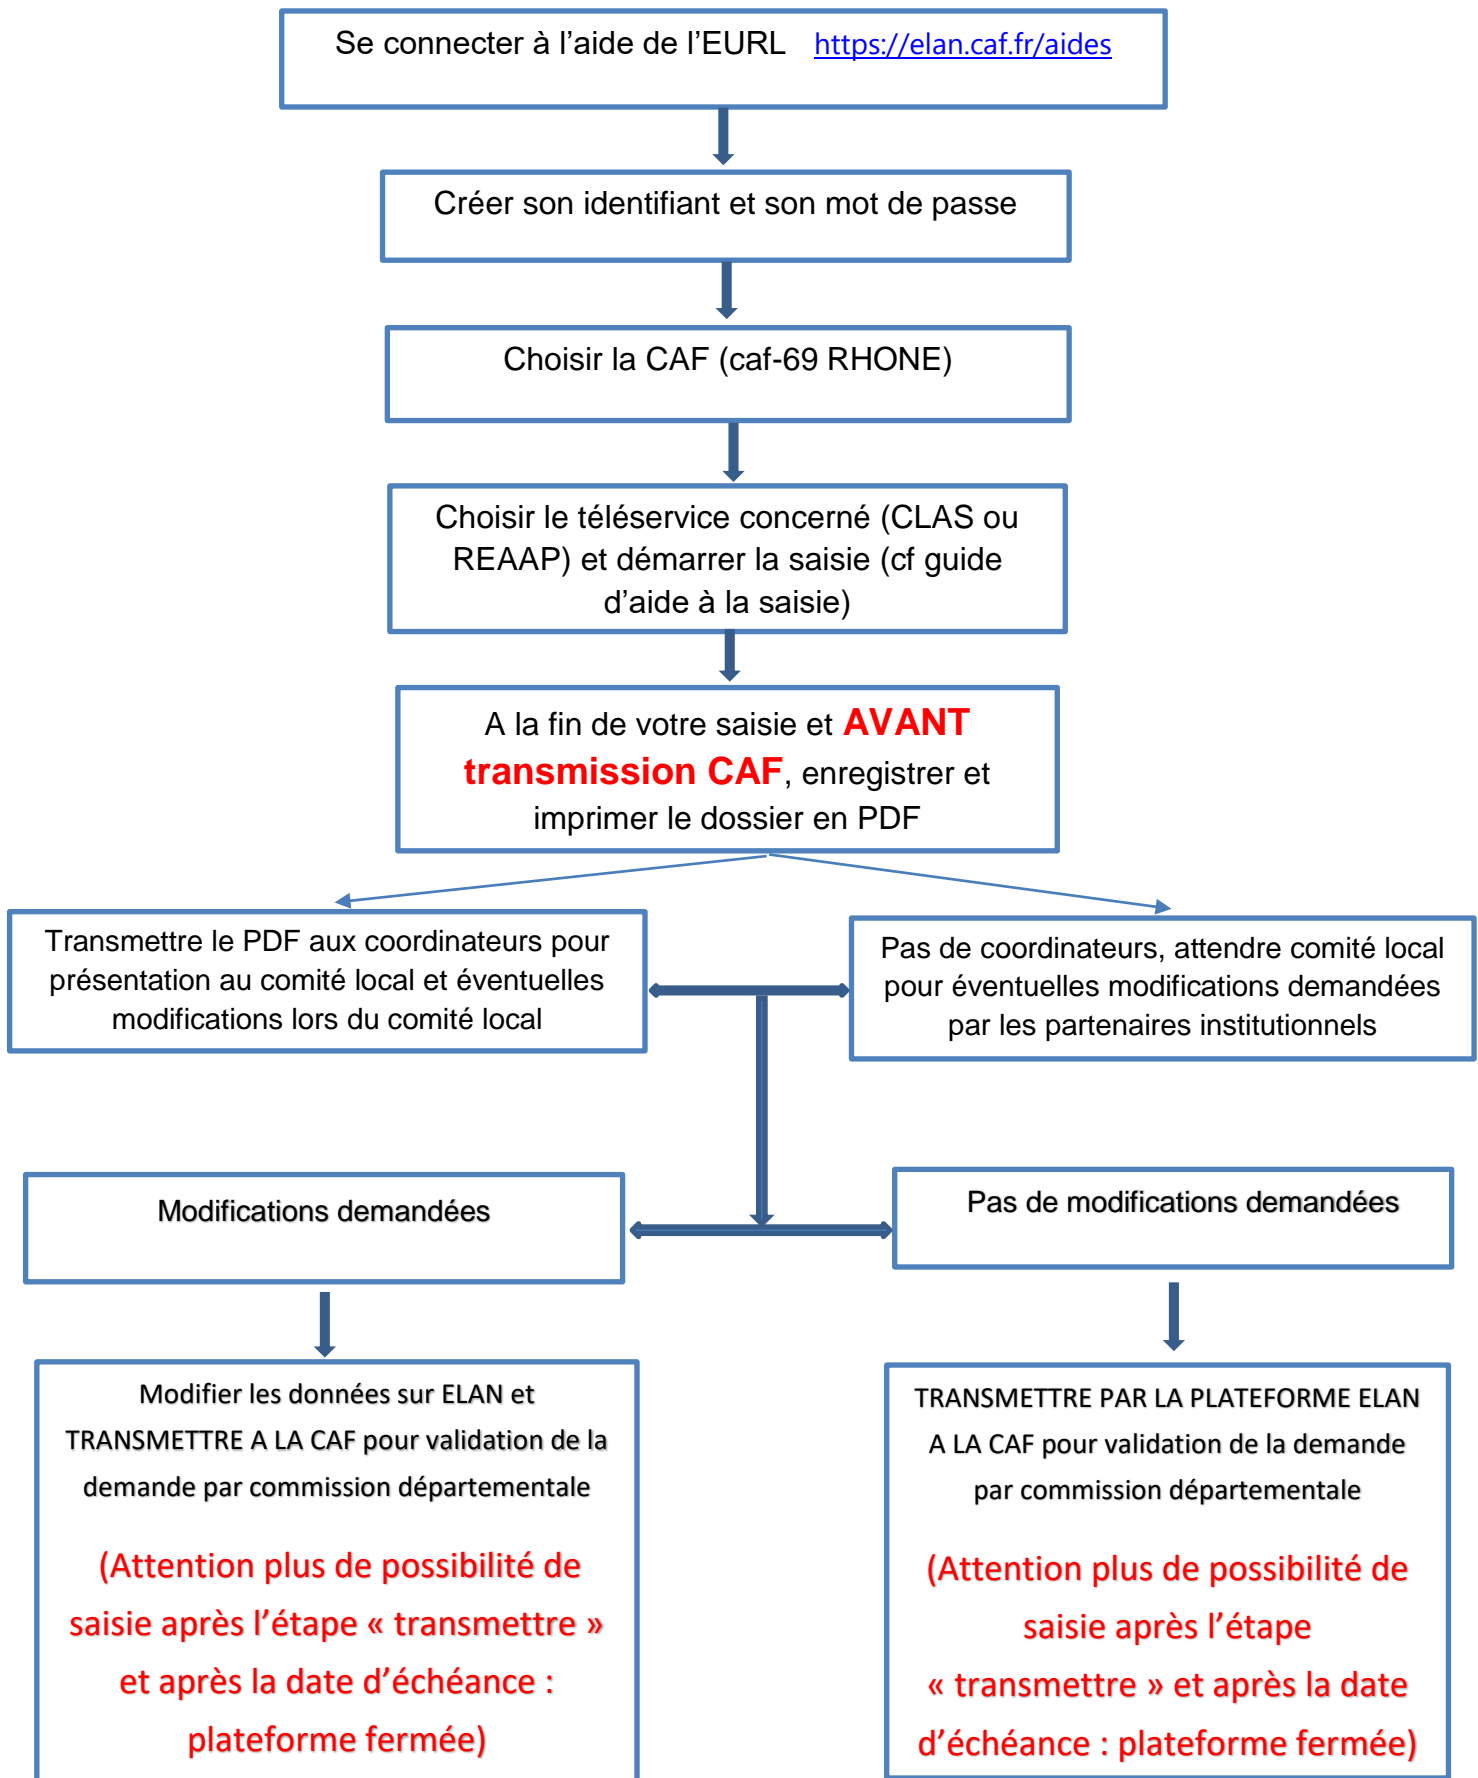 Se connecter à l’aide de l’EURL https://elan.caf.fr/aides
Créer son identifiant et son mot de passe
Choisir la CAF (caf-69 RHONE)
Choisir le téléservice concerné (CLAS ou
REAAP) et démarrer la saisie (cf guide
d’aide à la saisie)
A la fin de votre saisie et AVANT
transmission CAF, enregistrer et
imprimer le dossier en PDF
Transmettre le PDF aux coordinateurs pour
présentation au comité local et éventuelles
modifications lors du comité local
Pas de coordinateurs, attendre comité local
pour éventuelles modifications demandées
par les partenaires institutionnels
Modifications demandées
Pas de modifications demandées
Modifier les données sur ELAN et
TRANSMETTRE A LA CAF pour validation de la
demande par commission départementale
(Attention plus de possibilité de
saisie après l’étape « transmettre »
et après la date d’échéance :
plateforme fermée)
TRANSMETTRE PAR LA PLATEFORME ELAN
A LA CAF pour validation de la demande
par commission départementale
(Attention plus de possibilité de
saisie après l’étape
« transmettre » et après la date
d’échéance : plateforme fermée)